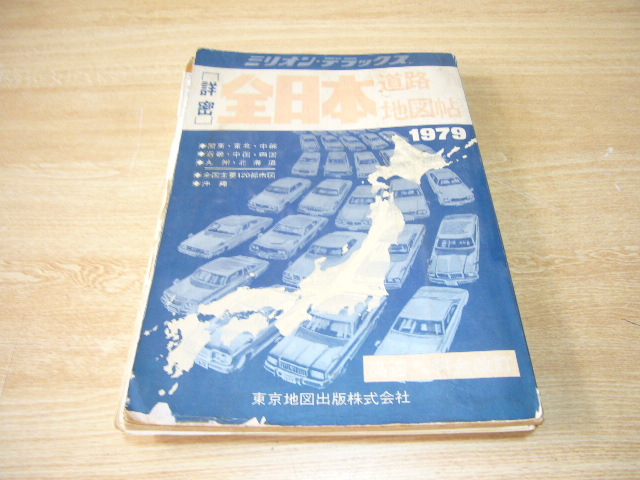 ミリオン・デラックス
[詳密]
全日本道路地図帖
1979
◆関東・東北・中部
◆近畿・中国・四国
◆九州・北海道
◆全国主要120都市図
◆沖縄
東京地図出版株式会社